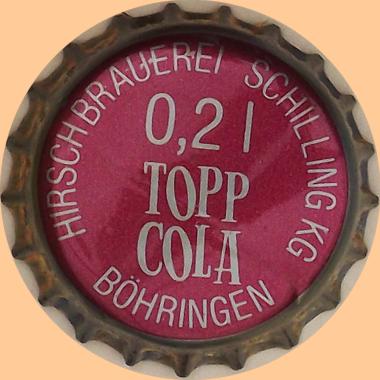 HIRSCHBRAUEREI SCHILLING KG
0,2 l
TOPP
COLA
BÖHRINGEN